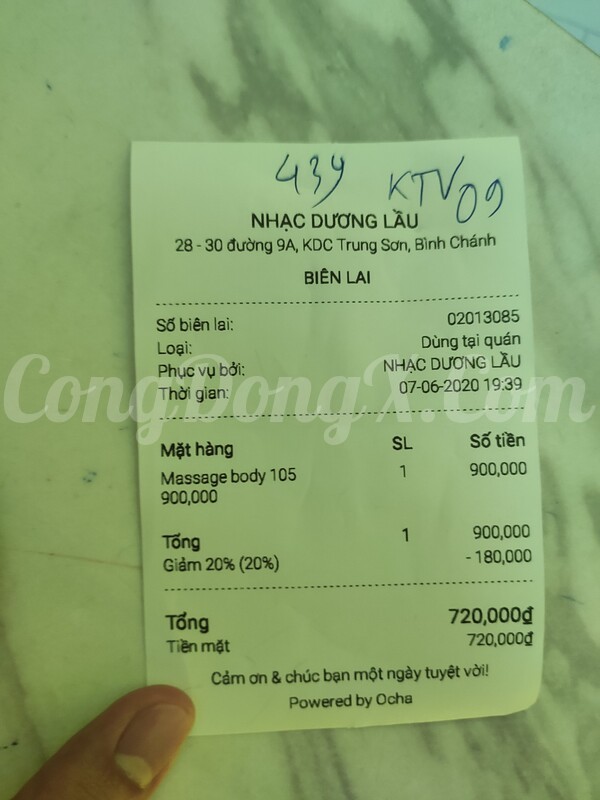 439 KTV 09
NHẠC DƯƠNG LẦU
28 - 30 đường 9A, KDC Trung Sơn, Bình Chánh
BIÊN LAI
Số biên lai: 02013085
Loại: Dùng tại quán
Phục vụ bởi: NHẠC DƯƠNG LẦU
Thời gian: 07-06-2020 19:39
CongDongX.Com
Mặt hàng SL Số tiền
Massage body 105 1 900,000
900,000
Tổng 1 900,000
Giảm 20% (20%) - 180,000
Tổng 720,000₫
Tiền mặt 720,000₫
Cảm ơn & chúc bạn một ngày tuyệt vời!
Powered by Ocha